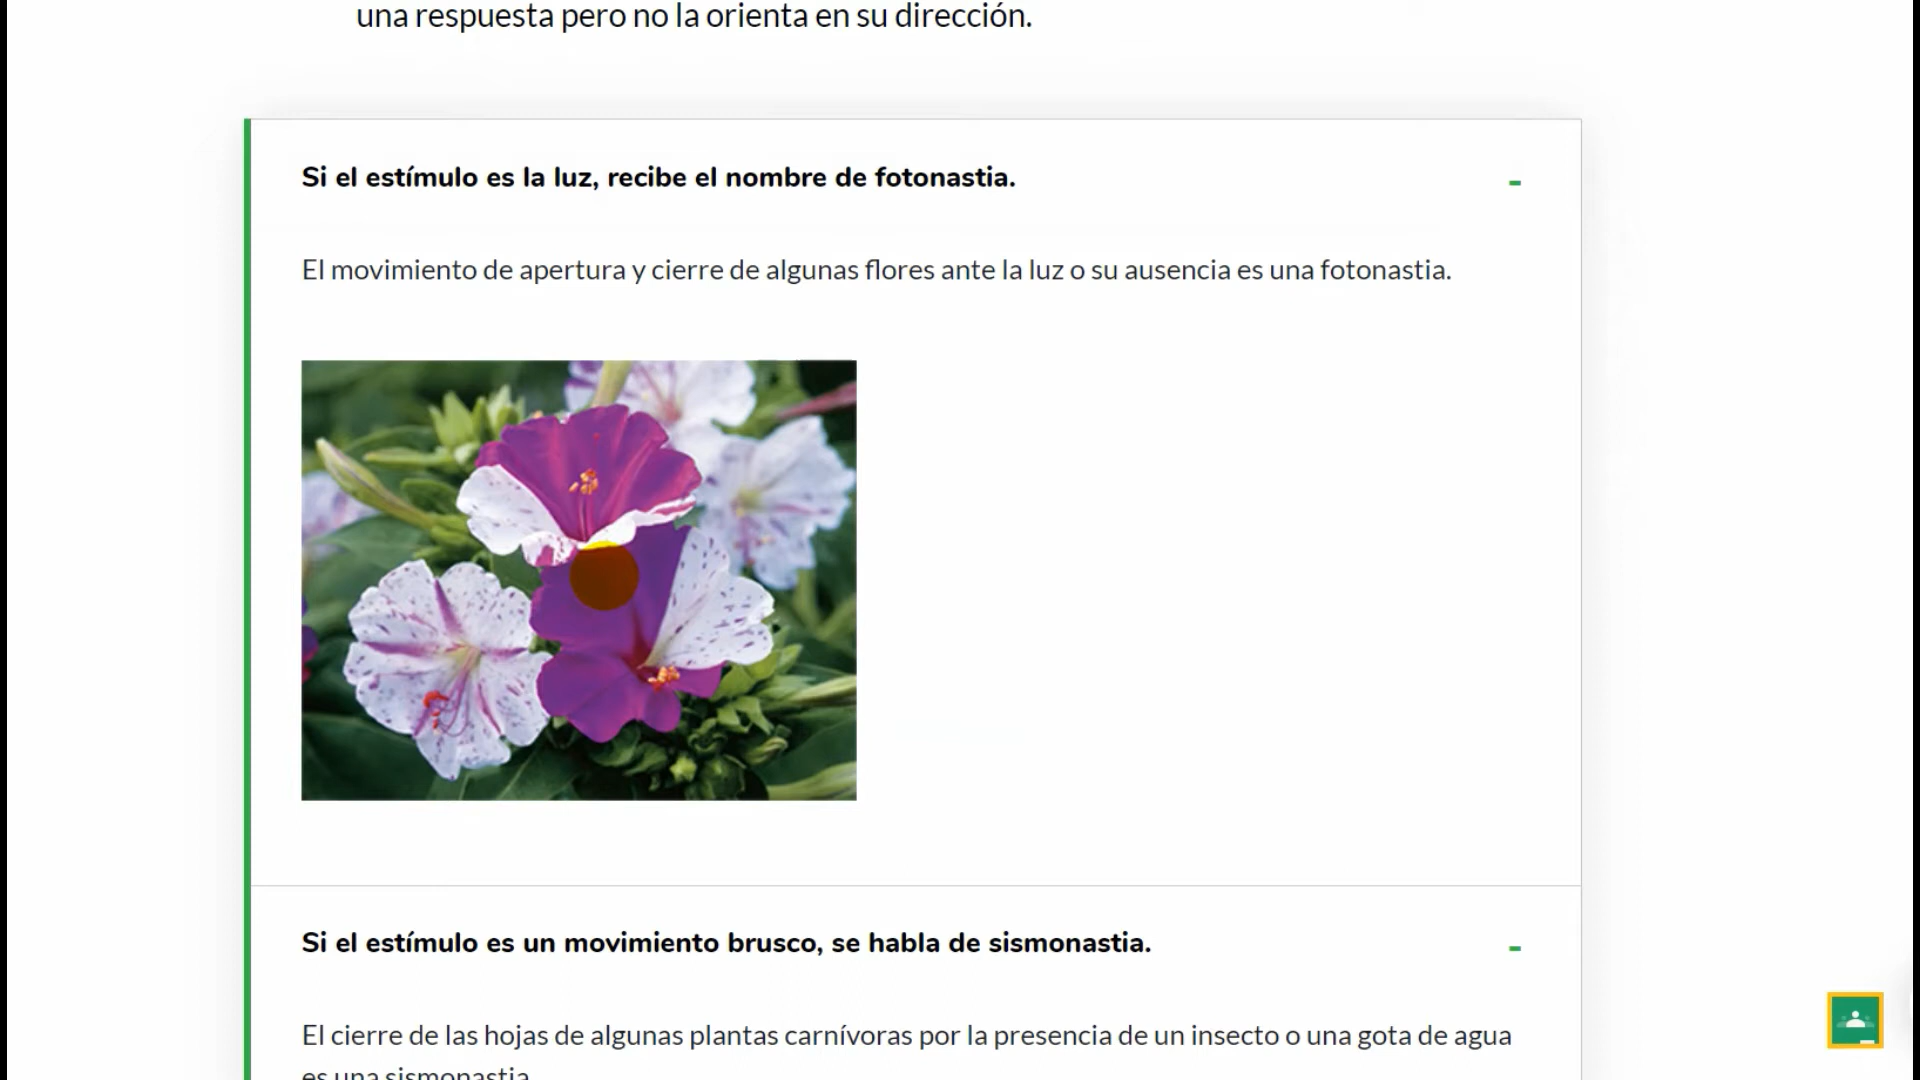 una respuesta pero no la orienta en su dirección.
Si el estímulo es la luz, recibe el nombre de fotonastia.
El movimiento de apertura y cierre de algunas flores ante la luz o su ausencia es una fotonastia.
Si el estímulo es un movimiento brusco, se habla de sismonastia.
El cierre de las hojas de algunas plantas carnívoras por la presencia de un insecto o una gota de agua
es una sismonastia.